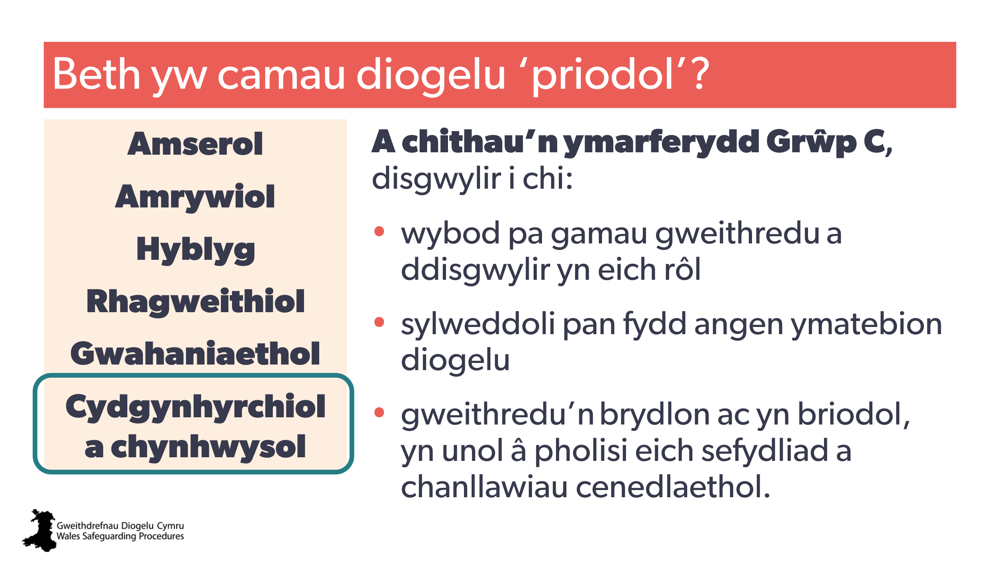 Beth yw camau diogelu ‘priodol’?
Amserol
Amrywiol
Hyblyg
Rhagweithiol
Gwahaniaethol
Cydgynhyrchiol
a chynhwysol
A chithau’n ymarferydd Grŵp C,
disgwylir i chi:
• wybod pa gamau gweithredu a
ddisgwylir yn eich rôl
• sylweddoli pan fydd angen ymatebion
diogelu
• gweithredu’n brydlon ac yn briodol,
yn unol â pholisi eich sefydliad a
chanllawiau cenedlaethol.
Gweithdrefnau Diogelu Cymru
Wales Safeguarding Procedures